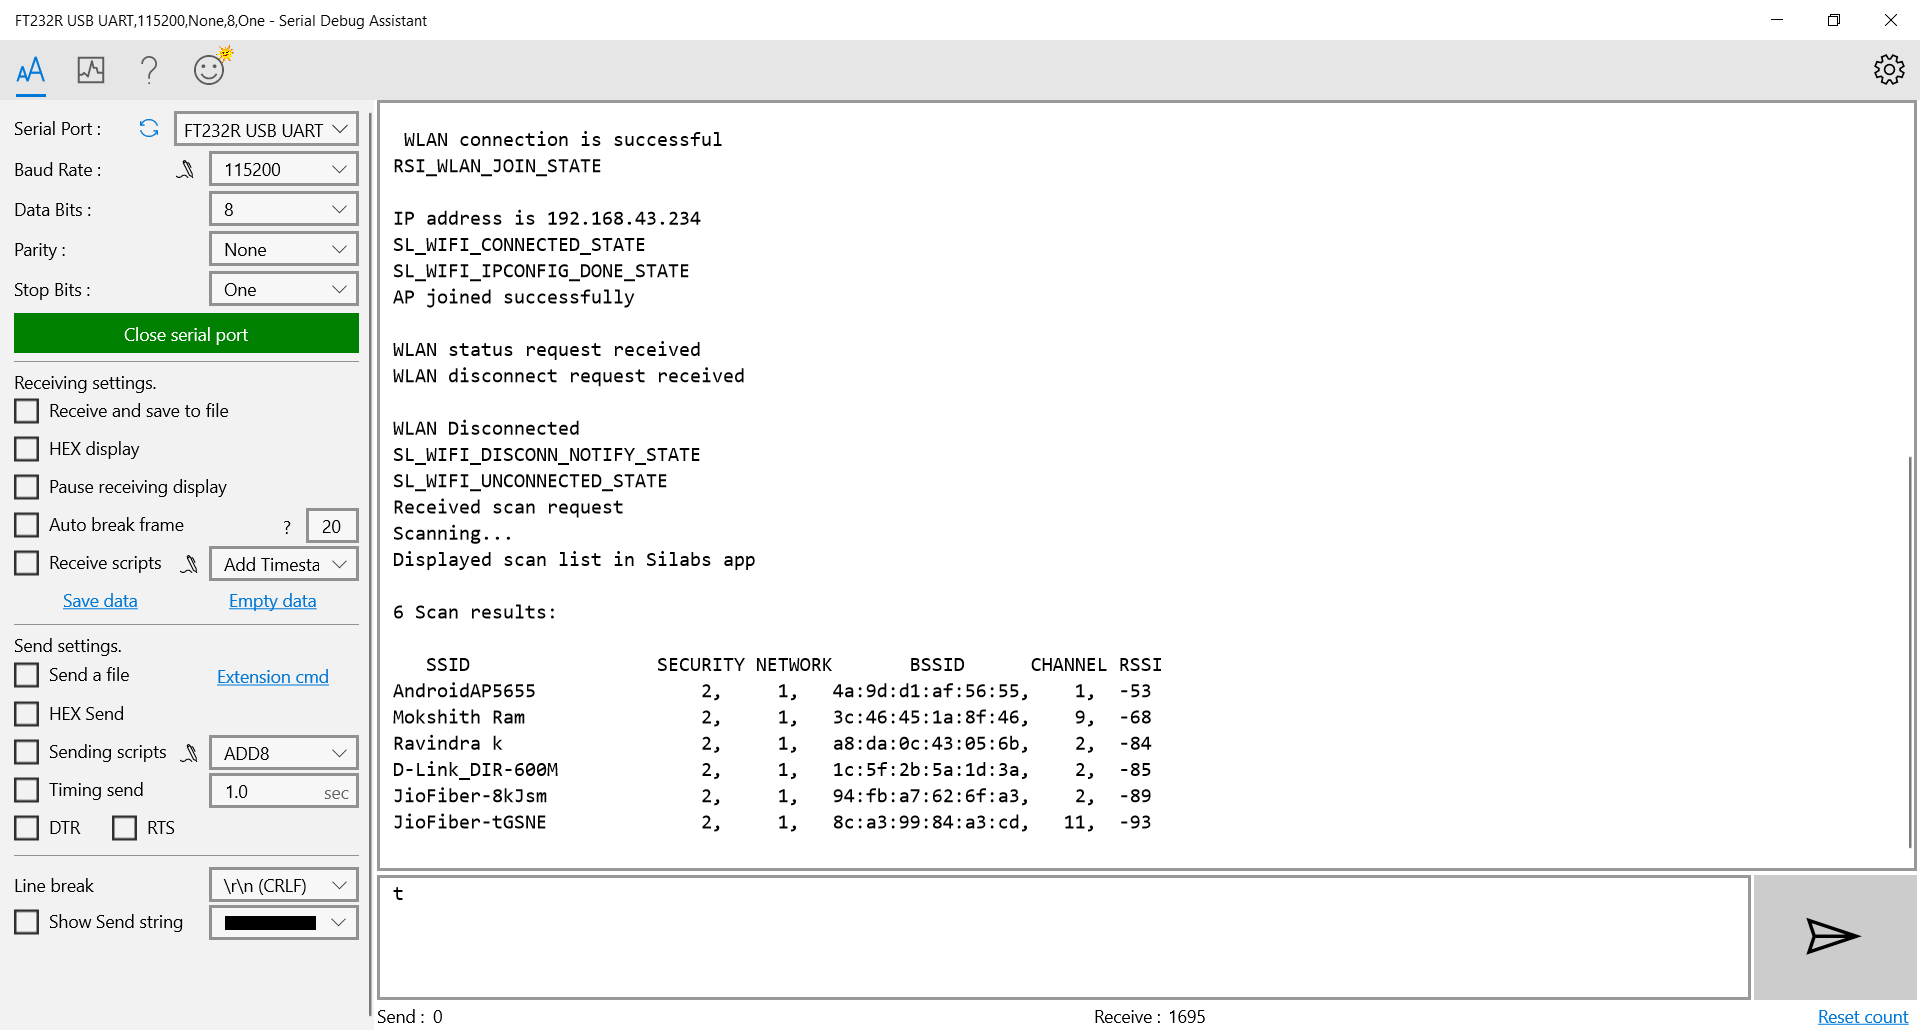 FT232R USB UART,115200,None,8,One - Serial Debug Assistant
AA
?
Serial Port :
FT232R USB UART
Baud Rate :
115200
Data Bits :
8
Parity :
None
Stop Bits :
One
Close serial port
Receiving settings.
Receive and save to file
HEX display
Pause receiving display
Auto break frame ? 20
Receive scripts Add Timesta
Save data Empty data
Send settings.
Send a file Extension cmd
HEX Send
Sending scripts ADD8
Timing send 1.0 sec
DTR RTS
Line break \r\n (CRLF)
Show Send string
WLAN connection is successful
RSI_WLAN_JOIN_STATE
IP address is 192.168.43.234
SL_WIFI_CONNECTED_STATE
SL_WIFI_IPCONFIG_DONE_STATE
AP joined successfully
WLAN status request received
WLAN disconnect request received
WLAN Disconnected
SL_WIFI_DISCONN_NOTIFY_STATE
SL_WIFI_UNCONNECTED_STATE
Received scan request
Scanning...
Displayed scan list in Silabs app
6 Scan results:
SSID SECURITY NETWORK BSSID CHANNEL RSSI
AndroidAP5655 2, 1, 4a:9d:d1:af:56:55, 1, -53
Mokshith Ram 2, 1, 3c:46:45:1a:8f:46, 9, -68
Ravindra k 2, 1, a8:da:0c:43:05:6b, 2, -84
D-Link_DIR-600M 2, 1, 1c:5f:2b:5a:1d:3a, 2, -85
JioFiber-8kJsm 2, 1, 94:fb:a7:62:6f:a3, 2, -89
JioFiber-tGSNE 2, 1, 8c:a3:99:84:a3:cd, 11, -93
t
Send : 0 Receive : 1695 Reset count